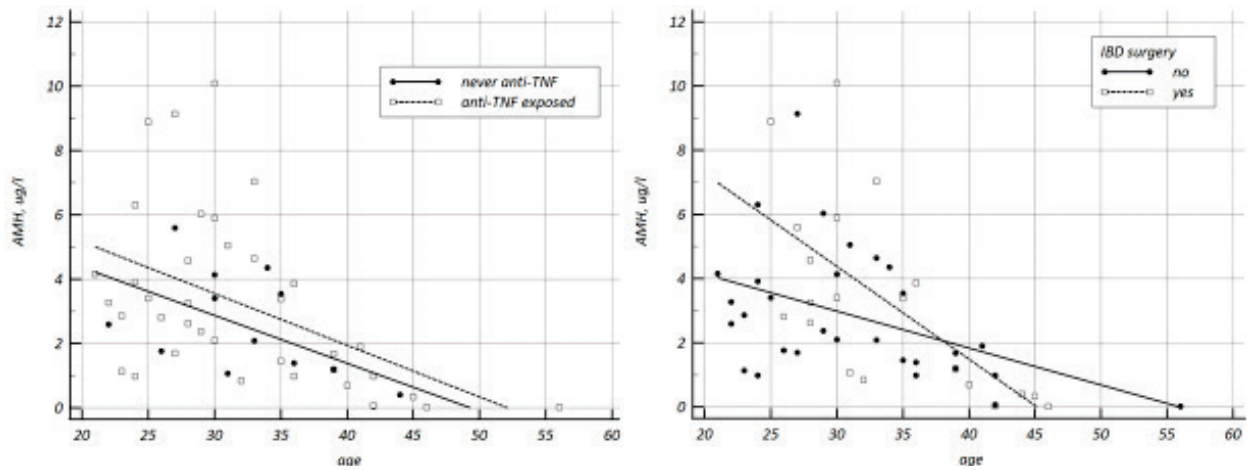 12
10
8
6
4
2
0
AMH, ug/l
never anti-TNF
anti-TNF exposed
20 25 30 35 40 45 50 55 60
age
12
10
8
6
4
2
0
AMH, ug/l
IBD surgery
no
yes
20 25 30 35 40 45 50 55 60
age